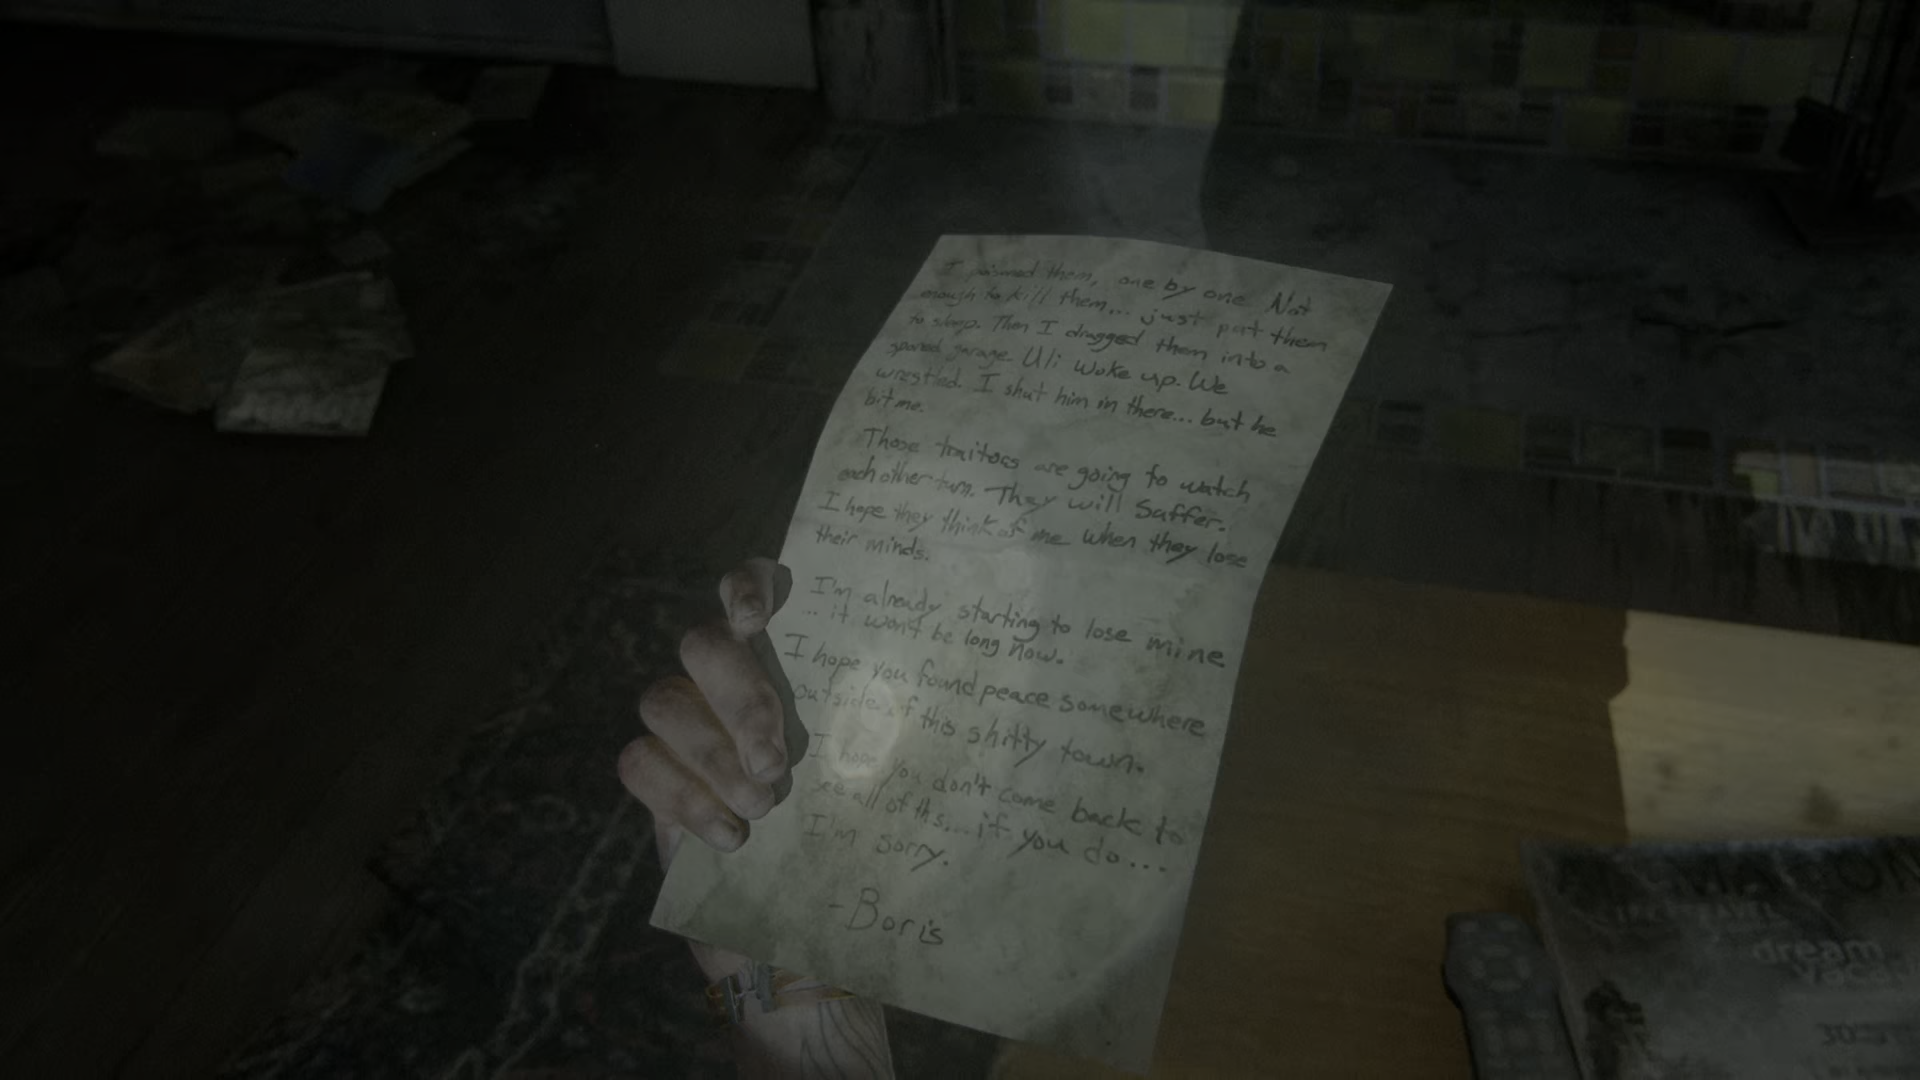 I poisned them, one by one. Not
enough to kill them... just put them
to sleep. Then I dragged them into a
spored garage. Uli woke up. We
wrestled. I shut him in there... but he
bit me.
Those traitors are going to watch
each other turn. They will suffer.
I hope they think of me when they lose
their minds.
I'm already starting to lose mine
... it won't be long now.
I hope you found peace somewhere
outside of this shitty town.
I hope you don't come back to
see all of this... if you do...
I'm sorry.
-Boris
dream